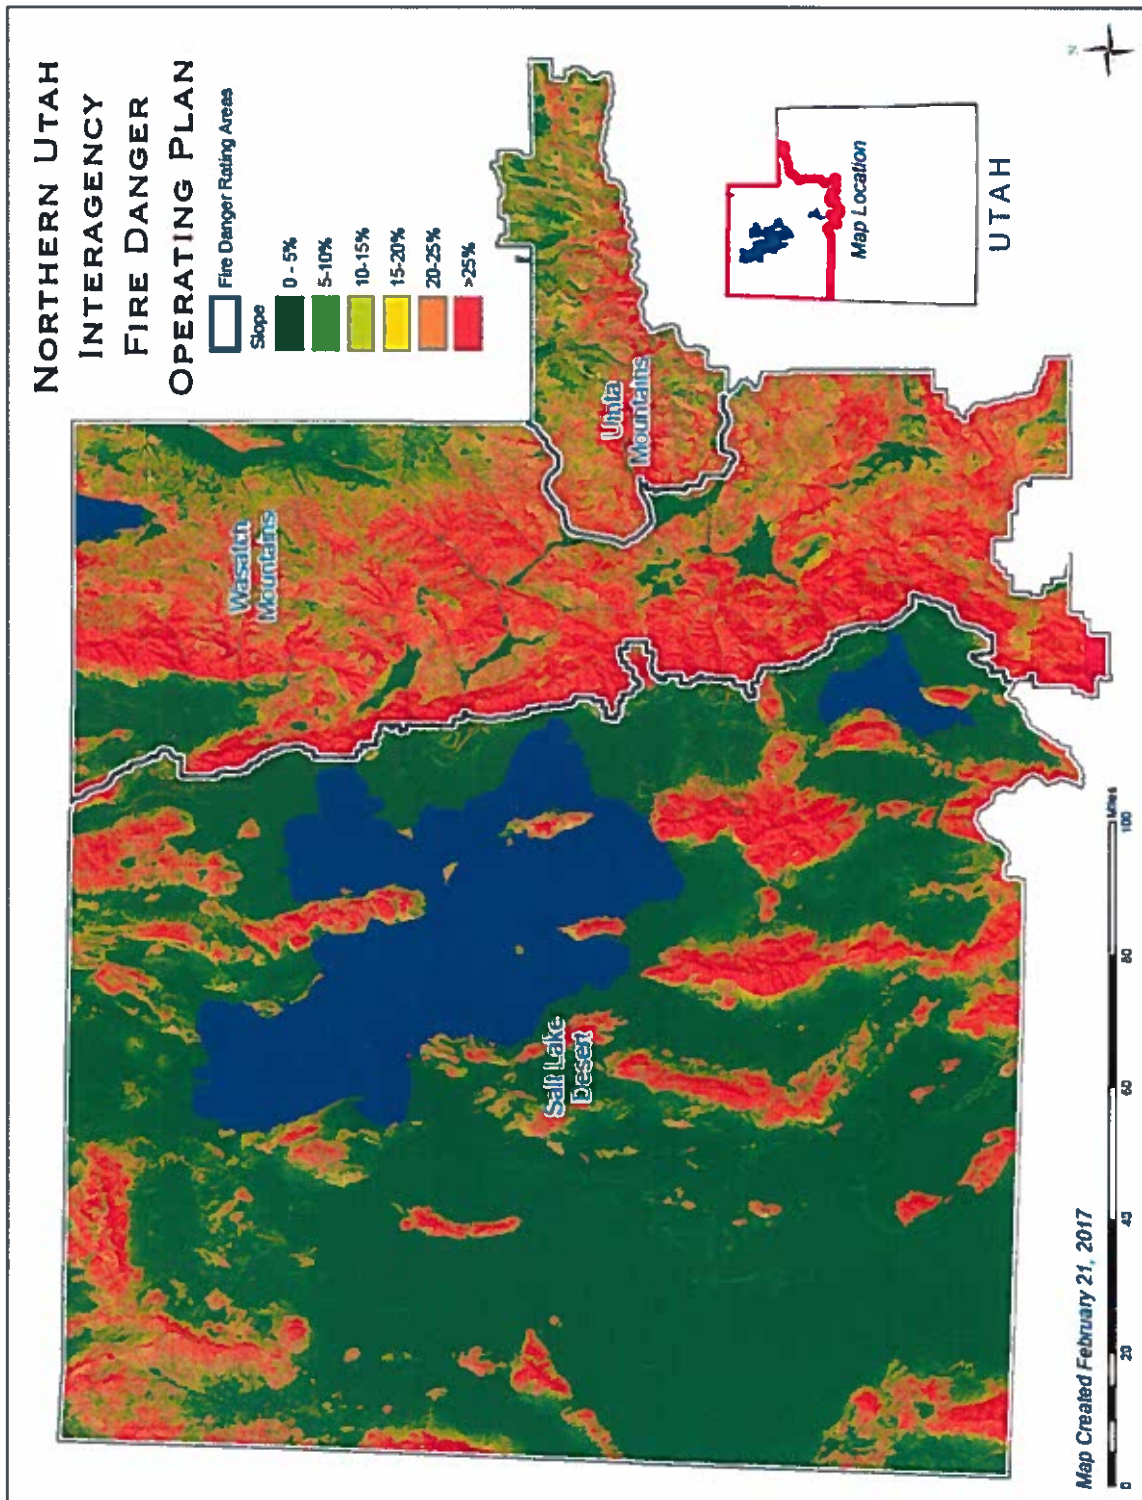 NORTHERN UTAH
INTERAGENCY
FIRE DANGER
OPERATING PLAN
Fire Danger Rating Areas
Slope
0 - 5%
5-10%
10-15%
15-20%
20-25%
>25%
Wasatch
Mountains
Uinta
Mountains
Salt Lake
Desert
N
Map Location
UTAH
Map Created February 21, 2017
0
20
40
60
80
100
Miles